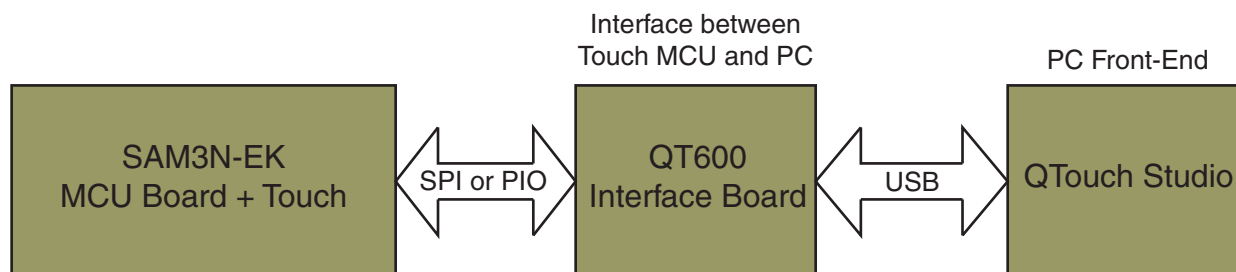 Interface between
Touch MCU and PC
PC Front-End
SAM3N-EK
MCU Board + Touch
SPI or PIO
QT600
Interface Board
USB
QTouch Studio